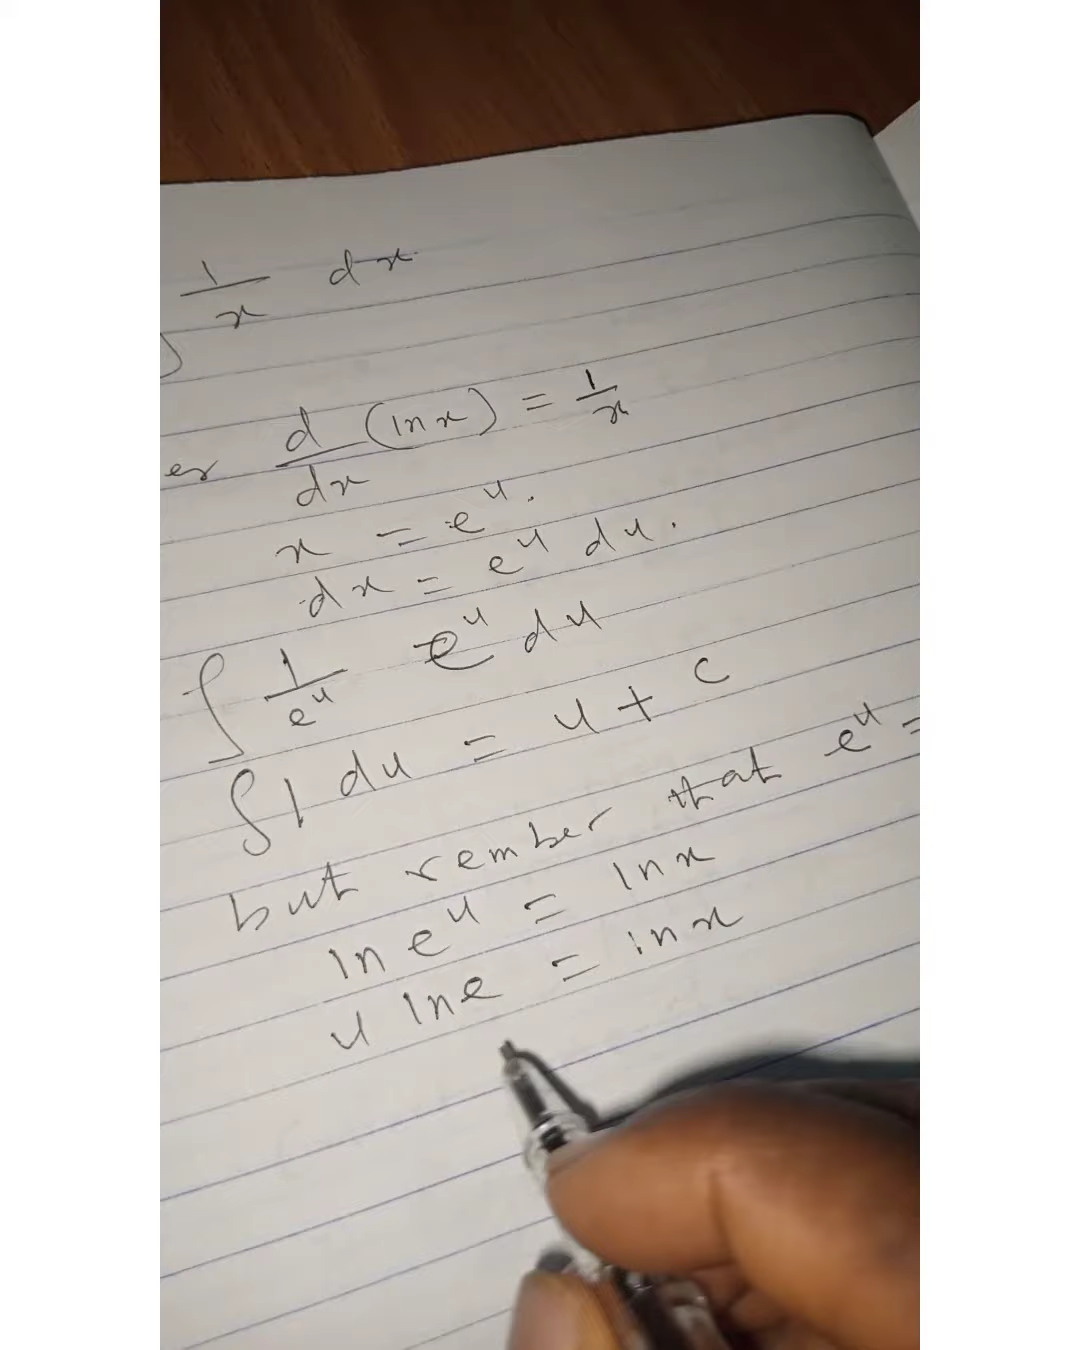 ∫ 1/x dx
d/dx (ln x) = 1/x
x = e^u.
dx = e^u du.
∫ 1/e^u e^u du
∫ 1 du = u + c
but rember that e^u =
ln e^u = ln x
u ln e = ln x